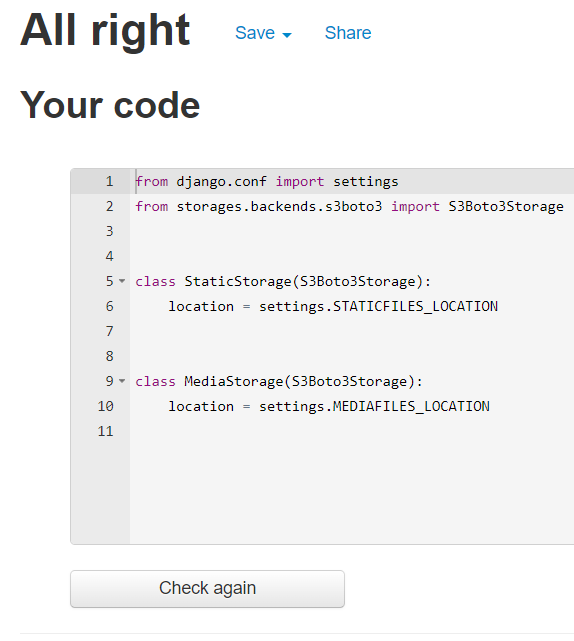 All right Save Share
Your code
1 from django.conf import settings
2 from storages.backends.s3boto3 import S3Boto3Storage
3
4
5 class StaticStorage(S3Boto3Storage):
6     location = settings.STATICFILES_LOCATION
7
8
9 class MediaStorage(S3Boto3Storage):
10     location = settings.MEDIAFILES_LOCATION
11
Check again